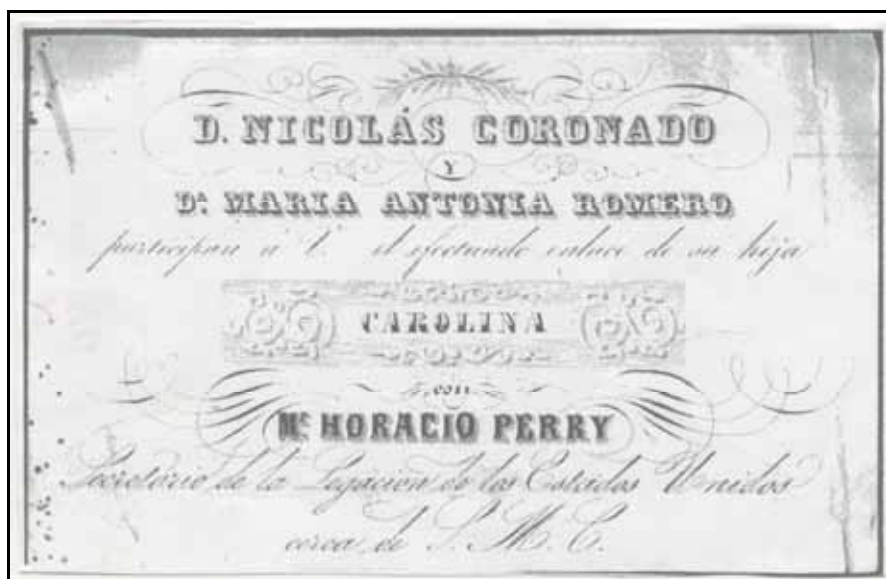 D. NICOLÁS CORONADO
Y
Dª MARIA ANTONIA ROMERO
participan á V. el efectuado enlace de su hija
CAROLINA
con
Mr. HORACIO PERRY
Secretário de la Legacion de los Estados Unidos
cerca de S. M. C.